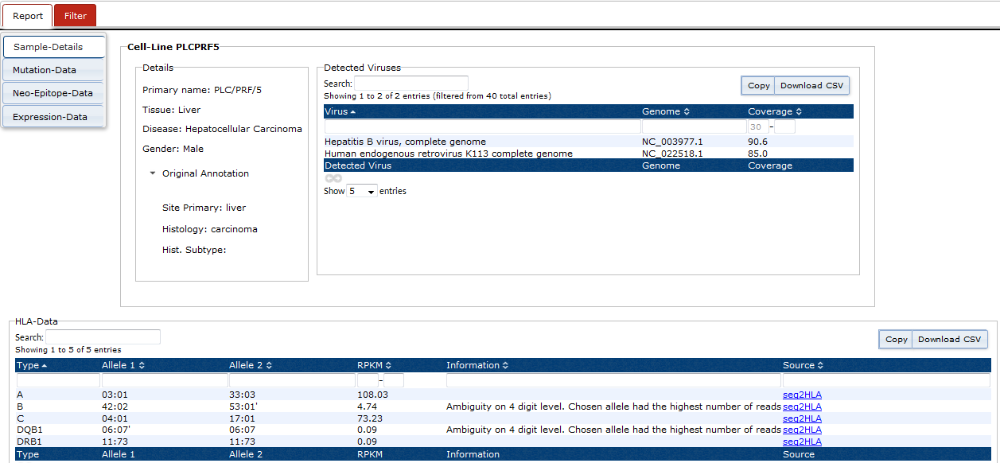 Report Filter
Sample-Details
Mutation-Data
Neo-Epitope-Data
Expression-Data
Cell-Line PLCPRF5
Details
Primary name: PLC/PRF/5
Tissue: Liver
Disease: Hepatocellular Carcinoma
Gender: Male
Original Annotation
Site Primary: liver
Histology: carcinoma
Hist. Subtype:
Detected Viruses
Search:
Copy Download CSV
Showing 1 to 2 of 2 entries (filtered from 40 total entries)
Virus Genome Coverage
30 -
Hepatitis B virus, complete genome NC_003977.1 90.6
Human endogenous retrovirus K113 complete genome NC_022518.1 85.0
Detected Virus Genome Coverage
Show 5 entries
HLA-Data
Search:
Copy Download CSV
Showing 1 to 5 of 5 entries
Type Allele 1 Allele 2 RPKM Information Source
-
A 03:01 33:03 108.03 seq2HLA
B 42:02 53:01' 4.74 Ambiguity on 4 digit level. Chosen allele had the highest number of reads seq2HLA
C 04:01 17:01 73.23 seq2HLA
DQB1 06:07' 06:07 0.09 Ambiguity on 4 digit level. Chosen allele had the highest number of reads seq2HLA
DRB1 11:73 11:73 0.09 seq2HLA
Type Allele 1 Allele 2 RPKM Information Source